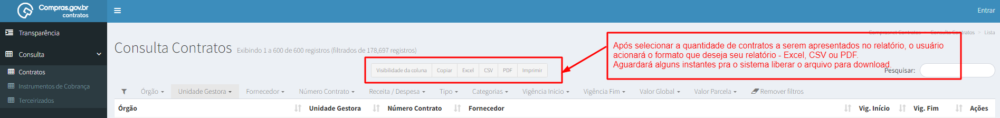 Compras.gov.br
contratos
Entrar
Transparência
Consulta
Contratos
Instrumentos de Cobrança
Terceirizados
Comprasnet Contratos > Consulta Contratos > Lista
Consulta Contratos Exibindo 1 a 600 de 600 registros (filtrados de 178,697 registros)
Após selecionar a quantidade de contratos a serem apresentados no relatório, o usuário
acionará o formato que deseja seu relatório - Excel, CSV ou PDF.
Aguardará alguns instantes pra o sistema liberar o arquivo para download.
Visibilidade da coluna Copiar Excel CSV PDF Imprimir
Pesquisar:
Órgão Unidade Gestora Fornecedor Número Contrato Receita / Despesa Tipo Categorias Vigência Inicio Vigência Fim Valor Global Valor Parcela Remover filtros
Órgão Unidade Gestora Número Contrato Fornecedor Vig. Início Vig. Fim Ações